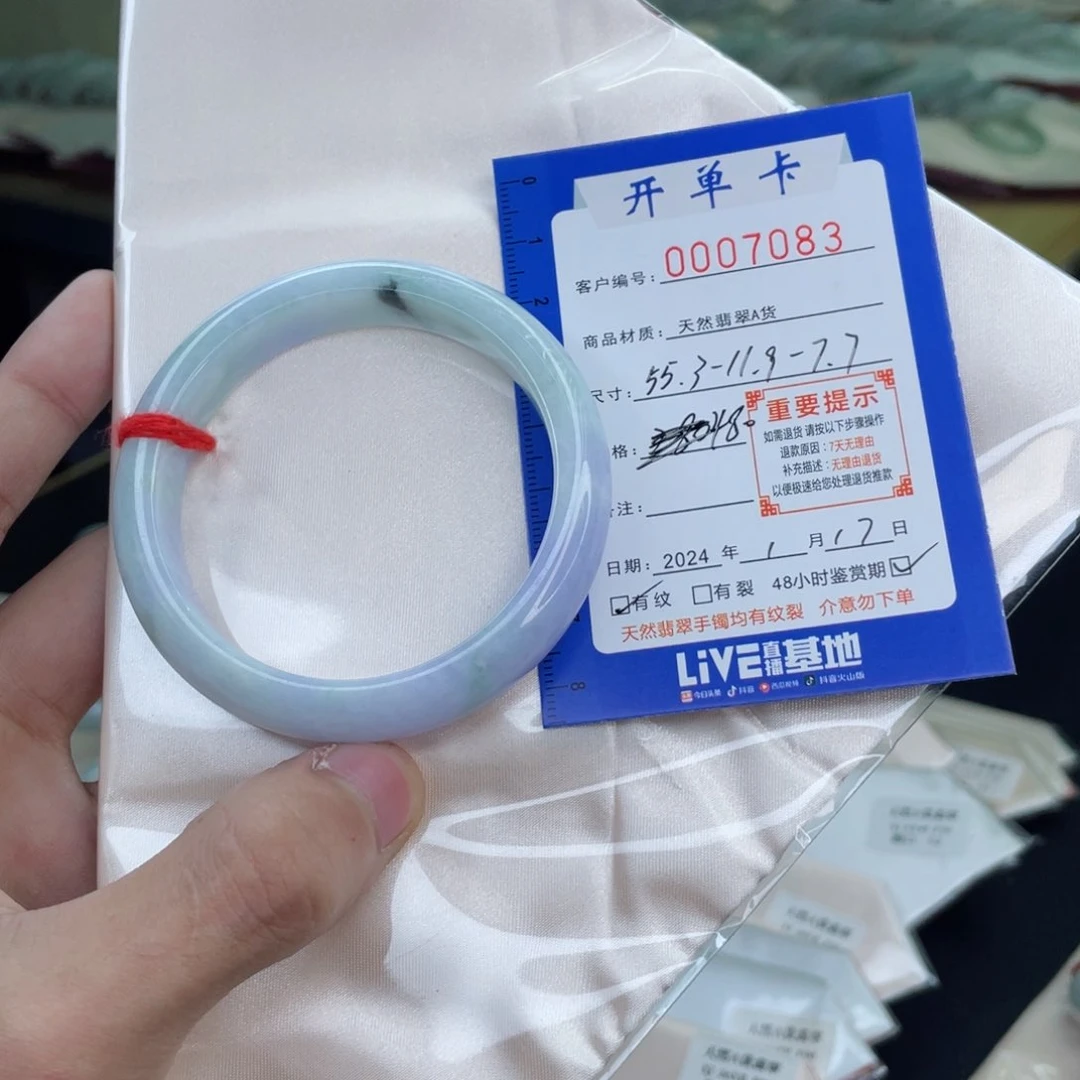 开单卡
客户编号: 0007083
商品材质: 天然翡翠A货
尺寸: 55.3-11.9-7.7
格:
重要提示
如需退货 请按以下步骤操作
退款原因:7天无理由
补充描述:无理由退货
以便极速给您处理退货推款
注:
日期: 2024 年 1 月 17 日
有纹 有裂 48小时鉴赏期
天然翡翠手镯均有纹裂 介意勿下单
LiVE直播基地
今日头条 抖音 西瓜视频 抖音火山版
0
1
2
8